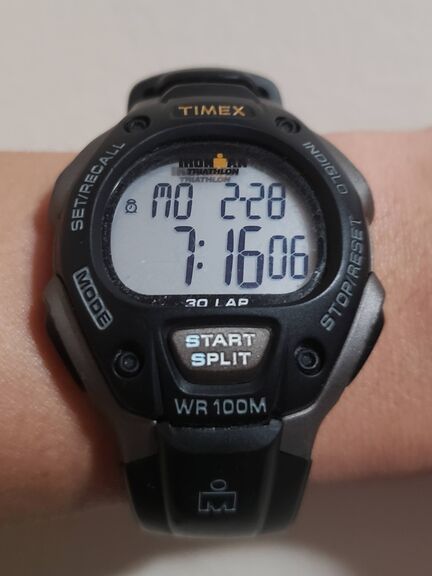 TIMEX
IRONMAN
TRIATHLON
SET/RECALL
INDIGLO
MO 2-28
7:16 06
MODE
STOP/RESET
30 LAP
START
SPLIT
WR 100M
M